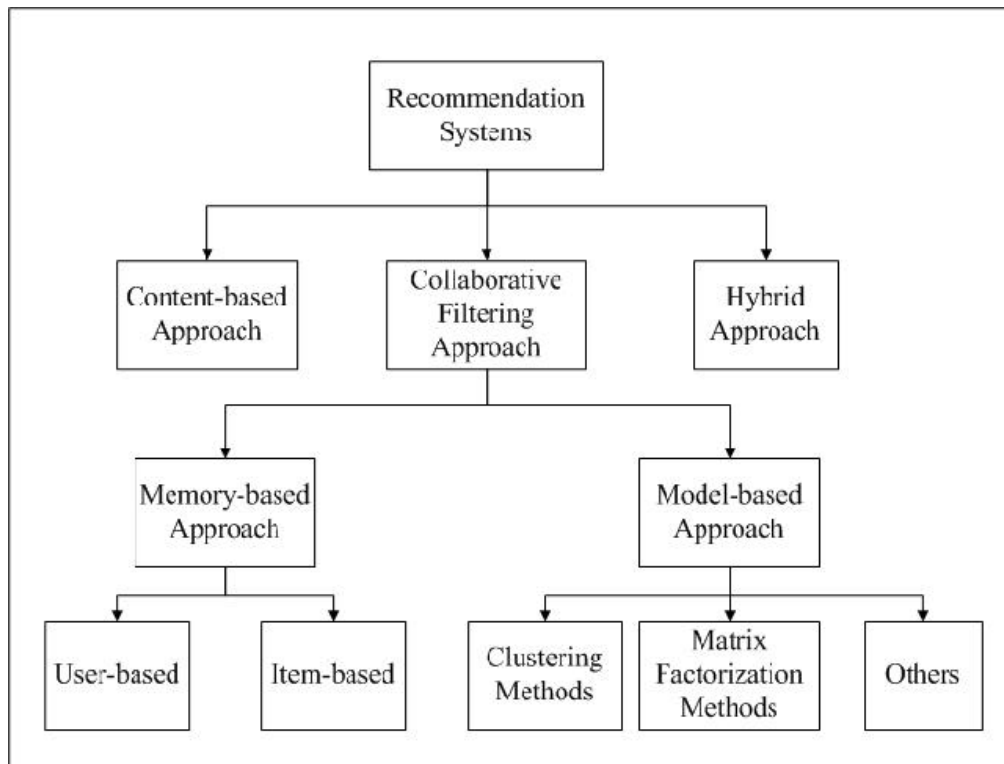 Recommendation
Systems
Content-based
Approach
Collaborative
Filtering
Approach
Hybrid
Approach
Memory-based
Approach
Model-based
Approach
User-based
Item-based
Clustering
Methods
Matrix
Factorization
Methods
Others